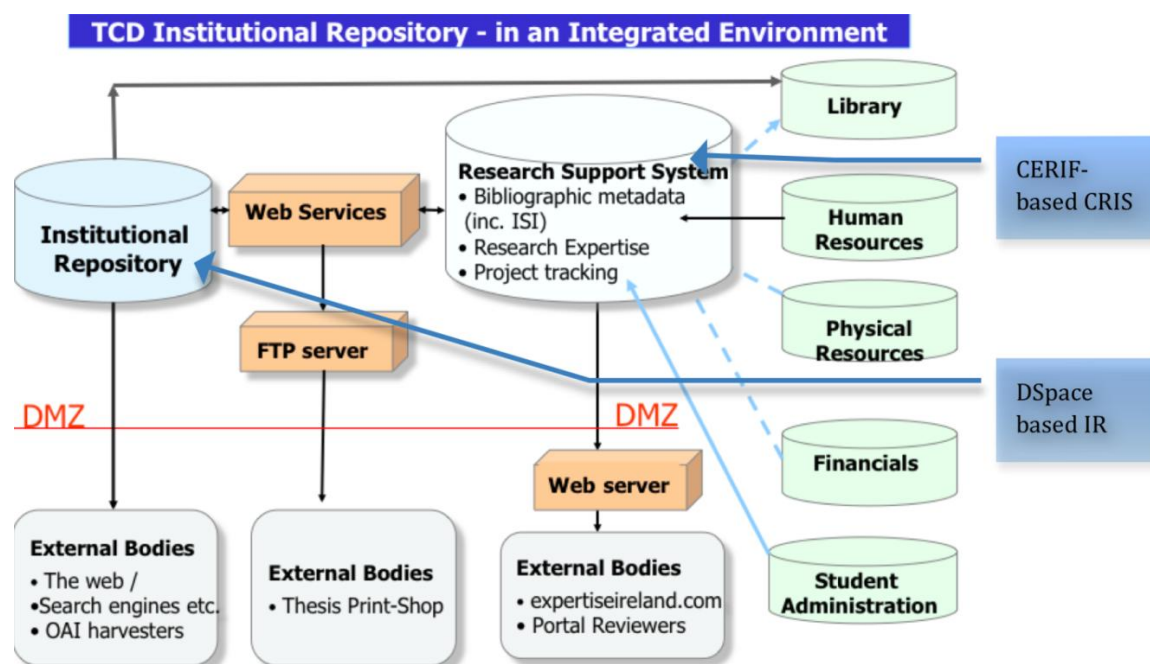 TCD Institutional Repository - in an Integrated Environment
Library
Research Support System
• Bibliographic metadata
(inc. ISI)
• Research Expertise
• Project tracking
CERIF-
based CRIS
Web Services
Institutional
Repository
Human
Resources
Physical
Resources
FTP server
DMZ
DMZ
DSpace
based IR
Financials
Web server
External Bodies
• The web /
•Search engines etc.
• OAI harvesters
External Bodies
• Thesis Print-Shop
External Bodies
• expertiseireland.com
• Portal Reviewers
Student
Administration